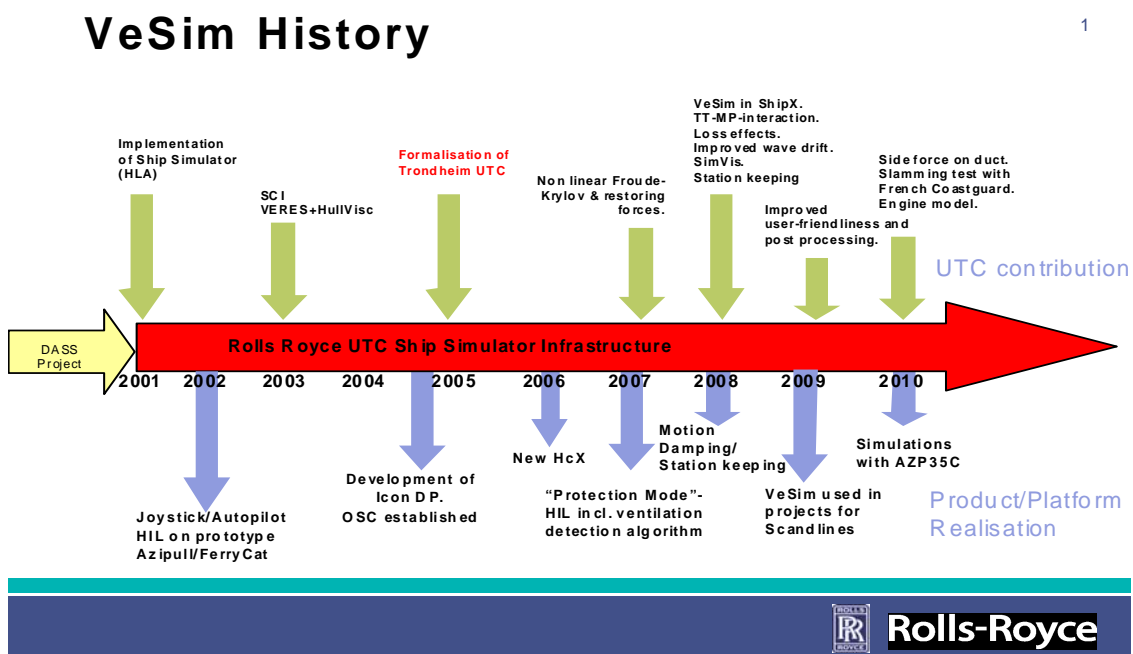 VeSim History
1
Implementation
of Ship Simulator
(HLA)
SCI
VERES+HullVisc
Formalisation of
Trondheim UTC
Non linear Froude-
Krylov & restoring
forces.
VeSim in ShipX.
TT-MP-interaction.
Loss effects.
Improved wave drift.
SimVis.
Station keeping
Improved
user-friendliness and
post processing.
Side force on duct.
Slamming test with
French Coastguard.
Engine model.
UTC contribution
DASS
Project
Rolls Royce UTC Ship Simulator Infrastructure
2001 2002 2003 2004 2005 2006 2007 2008 2009 2010
Joystick/Autopilot
HIL on prototype
Azipull/FerryCat
Development of
Icon DP.
OSC established
New HcX
“Protection Mode”-
HIL incl. ventilation
detection algorithm
Motion
Damping/
Station keeping
VeSim used in
projects for
Scandlines
Simulations
with AZP35C
Product/Platform
Realisation
ROLLS
RR
ROYCE
Rolls-Royce